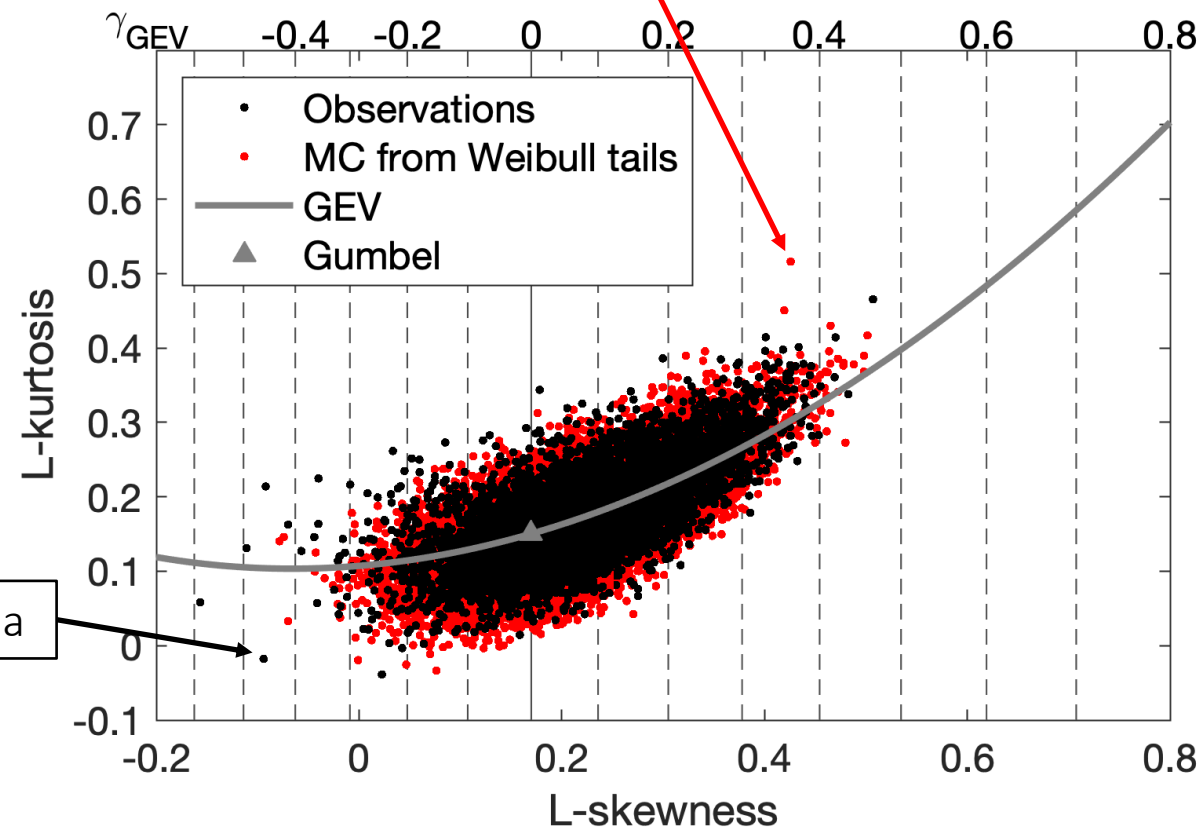 γGEV -0.4 -0.2 0 0.2 0.4 0.6 0.8
Observations
MC from Weibull tails
GEV
Gumbel
0.7
0.6
0.5
0.4
0.3
0.2
0.1
0
-0.1
L-kurtosis
a
-0.2 0 0.2 0.4 0.6 0.8
L-skewness